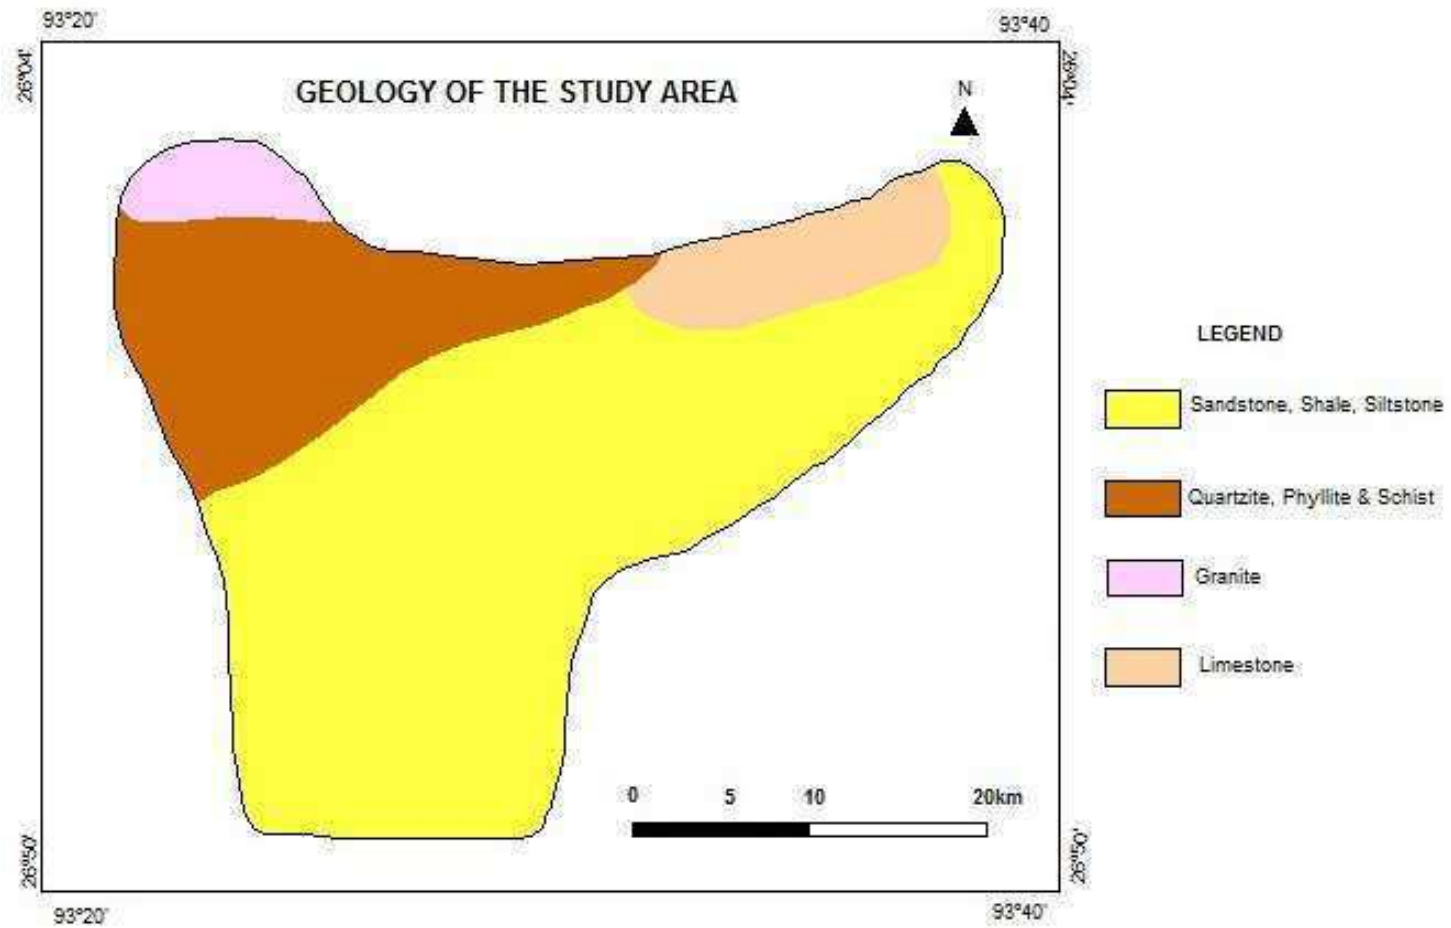 93°20'
93°40
26°04'
26°04'
GEOLOGY OF THE STUDY AREA
N
LEGEND
Sandstone, Shale, Siltstone
Quartzite, Phyllite & Schist
Granite
Limestone
0 5 10 20km
26°50'
26°50'
93°20'
93°40'